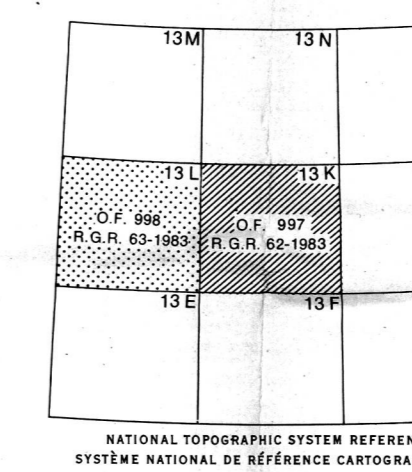 13M
13N
13L
13K
O.F. 998
R.G.R. 63-1983
O.F. 997
R.G.R. 62-1983
13E
13F
NATIONAL TOPOGRAPHIC SYSTEM REFEREN
SYSTÈME NATIONAL DE RÉFÉRENCE CARTOGRA